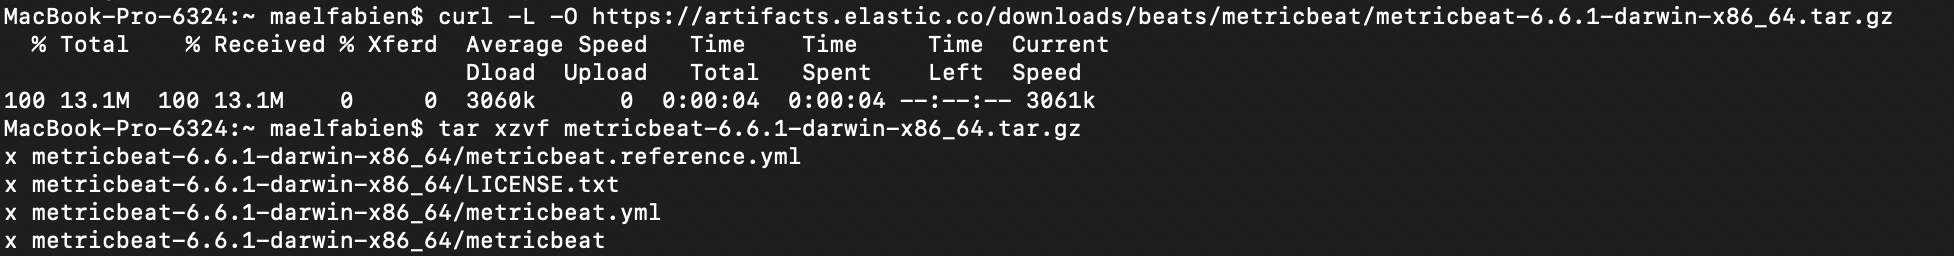 MacBook-Pro-6324:~ maelfabien$ curl -L -O https://artifacts.elastic.co/downloads/beats/metricbeat/metricbeat-6.6.1-darwin-x86_64.tar.gz
  % Total    % Received % Xferd  Average Speed   Time    Time     Time  Current
                                 Dload  Upload   Total   Spent    Left  Speed
100 13.1M  100 13.1M    0     0  3060k      0  0:00:04  0:00:04 --:--:-- 3061k
MacBook-Pro-6324:~ maelfabien$ tar xzvf metricbeat-6.6.1-darwin-x86_64.tar.gz
x metricbeat-6.6.1-darwin-x86_64/metricbeat.reference.yml
x metricbeat-6.6.1-darwin-x86_64/LICENSE.txt
x metricbeat-6.6.1-darwin-x86_64/metricbeat.yml
x metricbeat-6.6.1-darwin-x86_64/metricbeat